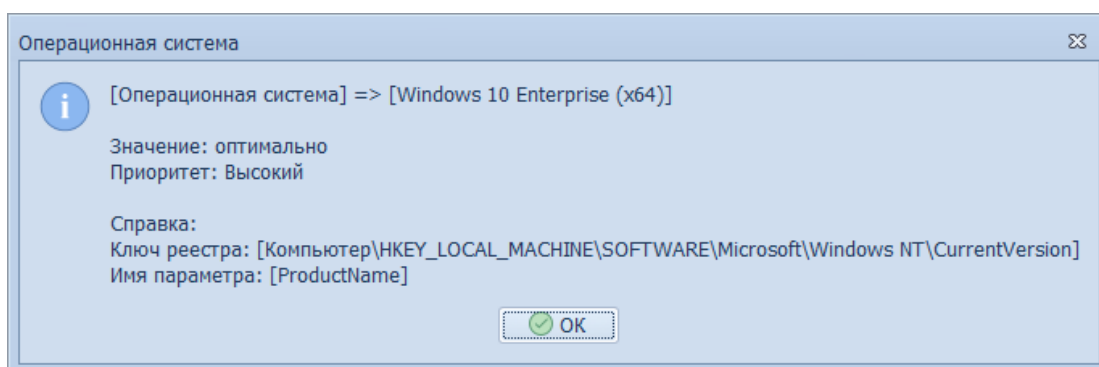 Операционная система
[Операционная система] => [Windows 10 Enterprise (x64)]
Значение: оптимально
Приоритет: Высокий
Справка:
Ключ реестра: [Компьютер\HKEY_LOCAL_MACHINE\SOFTWARE\Microsoft\Windows NT\CurrentVersion]
Имя параметра: [ProductName]
OK